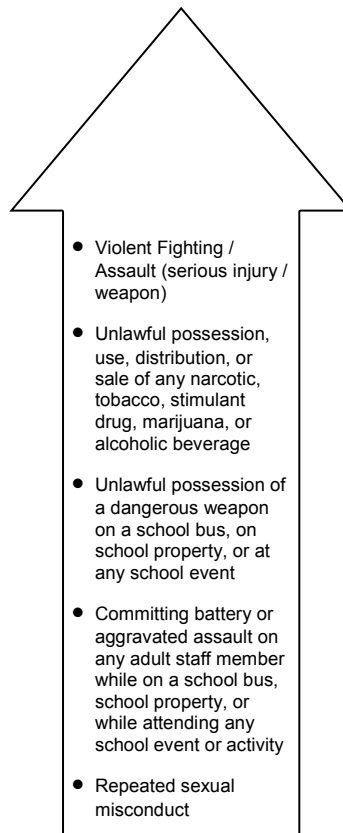 ● Violent Fighting /
Assault (serious injury /
weapon)
● Unlawful possession,
use, distribution, or
sale of any narcotic,
tobacco, stimulant
drug, marijuana, or
alcoholic beverage
● Unlawful possession of
a dangerous weapon
on a school bus, on
school property, or at
any school event
● Committing battery or
aggravated assault on
any adult staff member
while on a school bus,
school property, or
while attending any
school event or activity
● Repeated sexual
misconduct